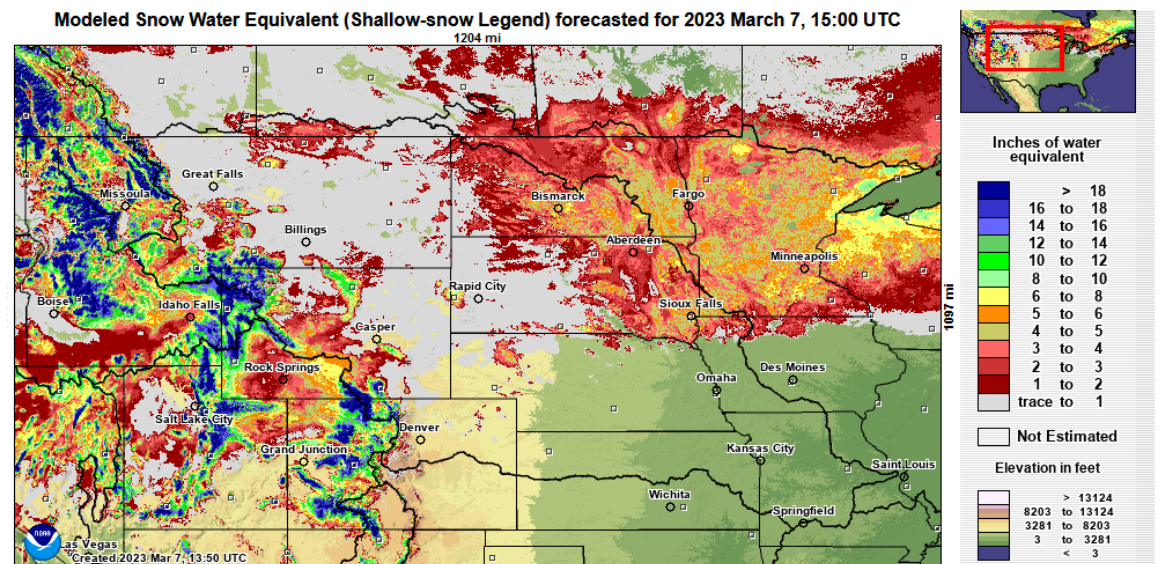 Modeled Snow Water Equivalent (Shallow-snow Legend) forecasted for 2023 March 7, 15:00 UTC
1204 mi
1097 mi
Great Falls
Missoula
Bismarck
Fargo
Billings
Aberdeen
Minneapolis
Rapid City
Boise
Idaho Falls
Sioux Falls
Casper
Rock Springs
Des Moines
Omaha
Salt Lake City
Denver
Grand Junction
Kansas City
Saint Louis
Wichita
Springfield
NOAA
Las Vegas
Created 2023 Mar 7, 13:50 UTC
Inches of water
equivalent
> 18
16 to 18
14 to 16
12 to 14
10 to 12
8 to 10
6 to 8
5 to 6
4 to 5
3 to 4
2 to 3
1 to 2
trace to 1
Not Estimated
Elevation in feet
> 13124
8203 to 13124
3281 to 8203
3 to 3281
< 3